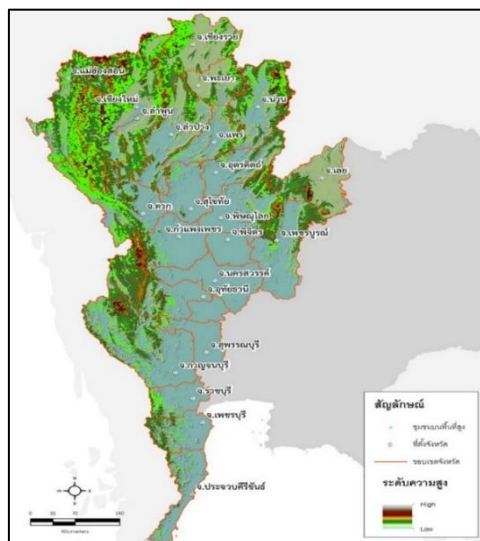 จ.เชียงราย
จ.พะเยา
จ.แม่ฮ่องสอน
จ.น่าน
จ.เชียงใหม่
จ.ลำพูน
จ.ลำปาง
จ.แพร่
จ.อุตรดิตถ์
จ.เลย
จ.สุโขทัย
จ.ตาก
จ.พิษณุโลก
จ.กำแพงเพชร
จ.พิจิตร
จ.เพชรบูรณ์
จ.นครสวรรค์
จ.อุทัยธานี
จ.สุพรรณบุรี
จ.กาญจนบุรี
จ.ราชบุรี
จ.เพชรบุรี
จ.ประจวบคีรีขันธ์
สัญลักษณ์
ชุมชนบนพื้นที่สูง
ที่ตั้งจังหวัด
ขอบเขตจังหวัด
ระดับความสูง
High
Low
Kilometers